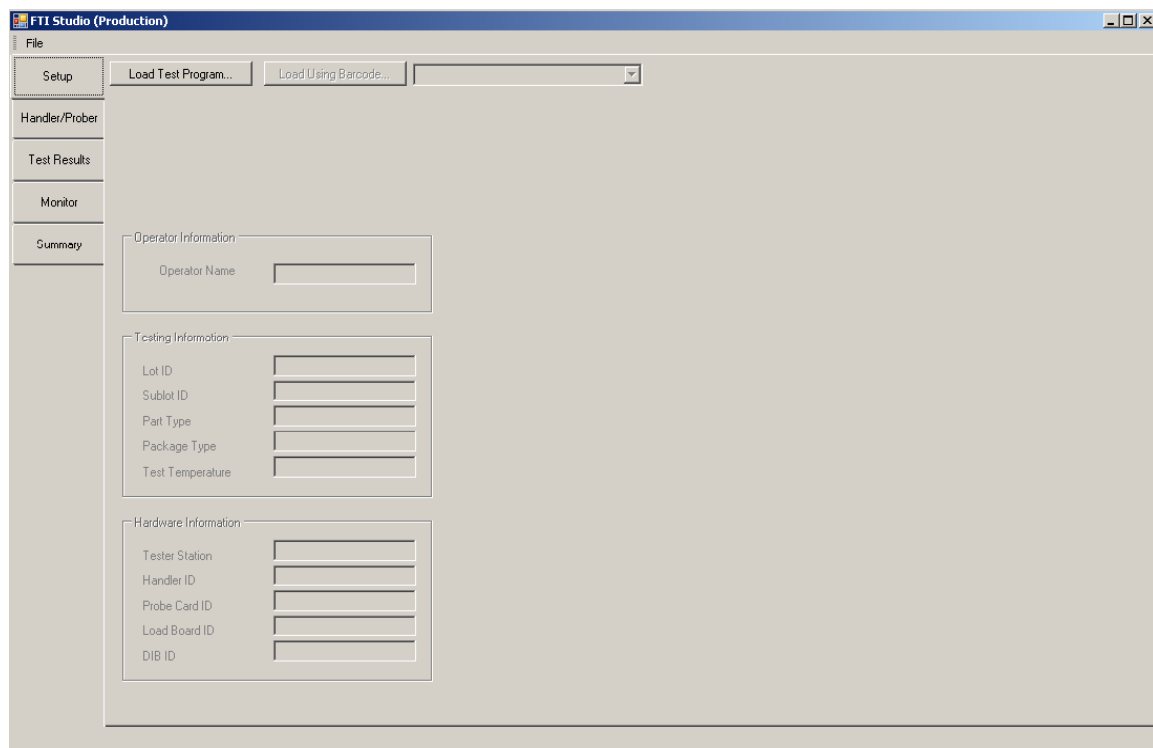 FTI Studio (Production)
File
Setup
Load Test Program...
Load Using Barcode...
Handler/Prober
Test Results
Monitor
Summary
Operator Information
Operator Name
Testing Information
Lot ID
Sublot ID
Part Type
Package Type
Test Temperature
Hardware Information
Tester Station
Handler ID
Probe Card ID
Load Board ID
DIB ID